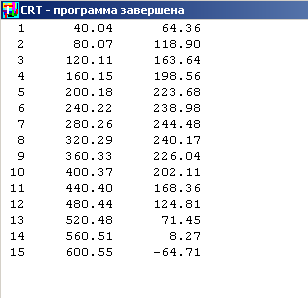 CRT - программа завершена
1 40.04 64.36
2 80.07 118.90
3 120.11 163.64
4 160.15 198.56
5 200.18 223.68
6 240.22 238.98
7 280.26 244.48
8 320.29 240.17
9 360.33 226.04
10 400.37 202.11
11 440.40 168.36
12 480.44 124.81
13 520.48 71.45
14 560.51 8.27
15 600.55 -64.71